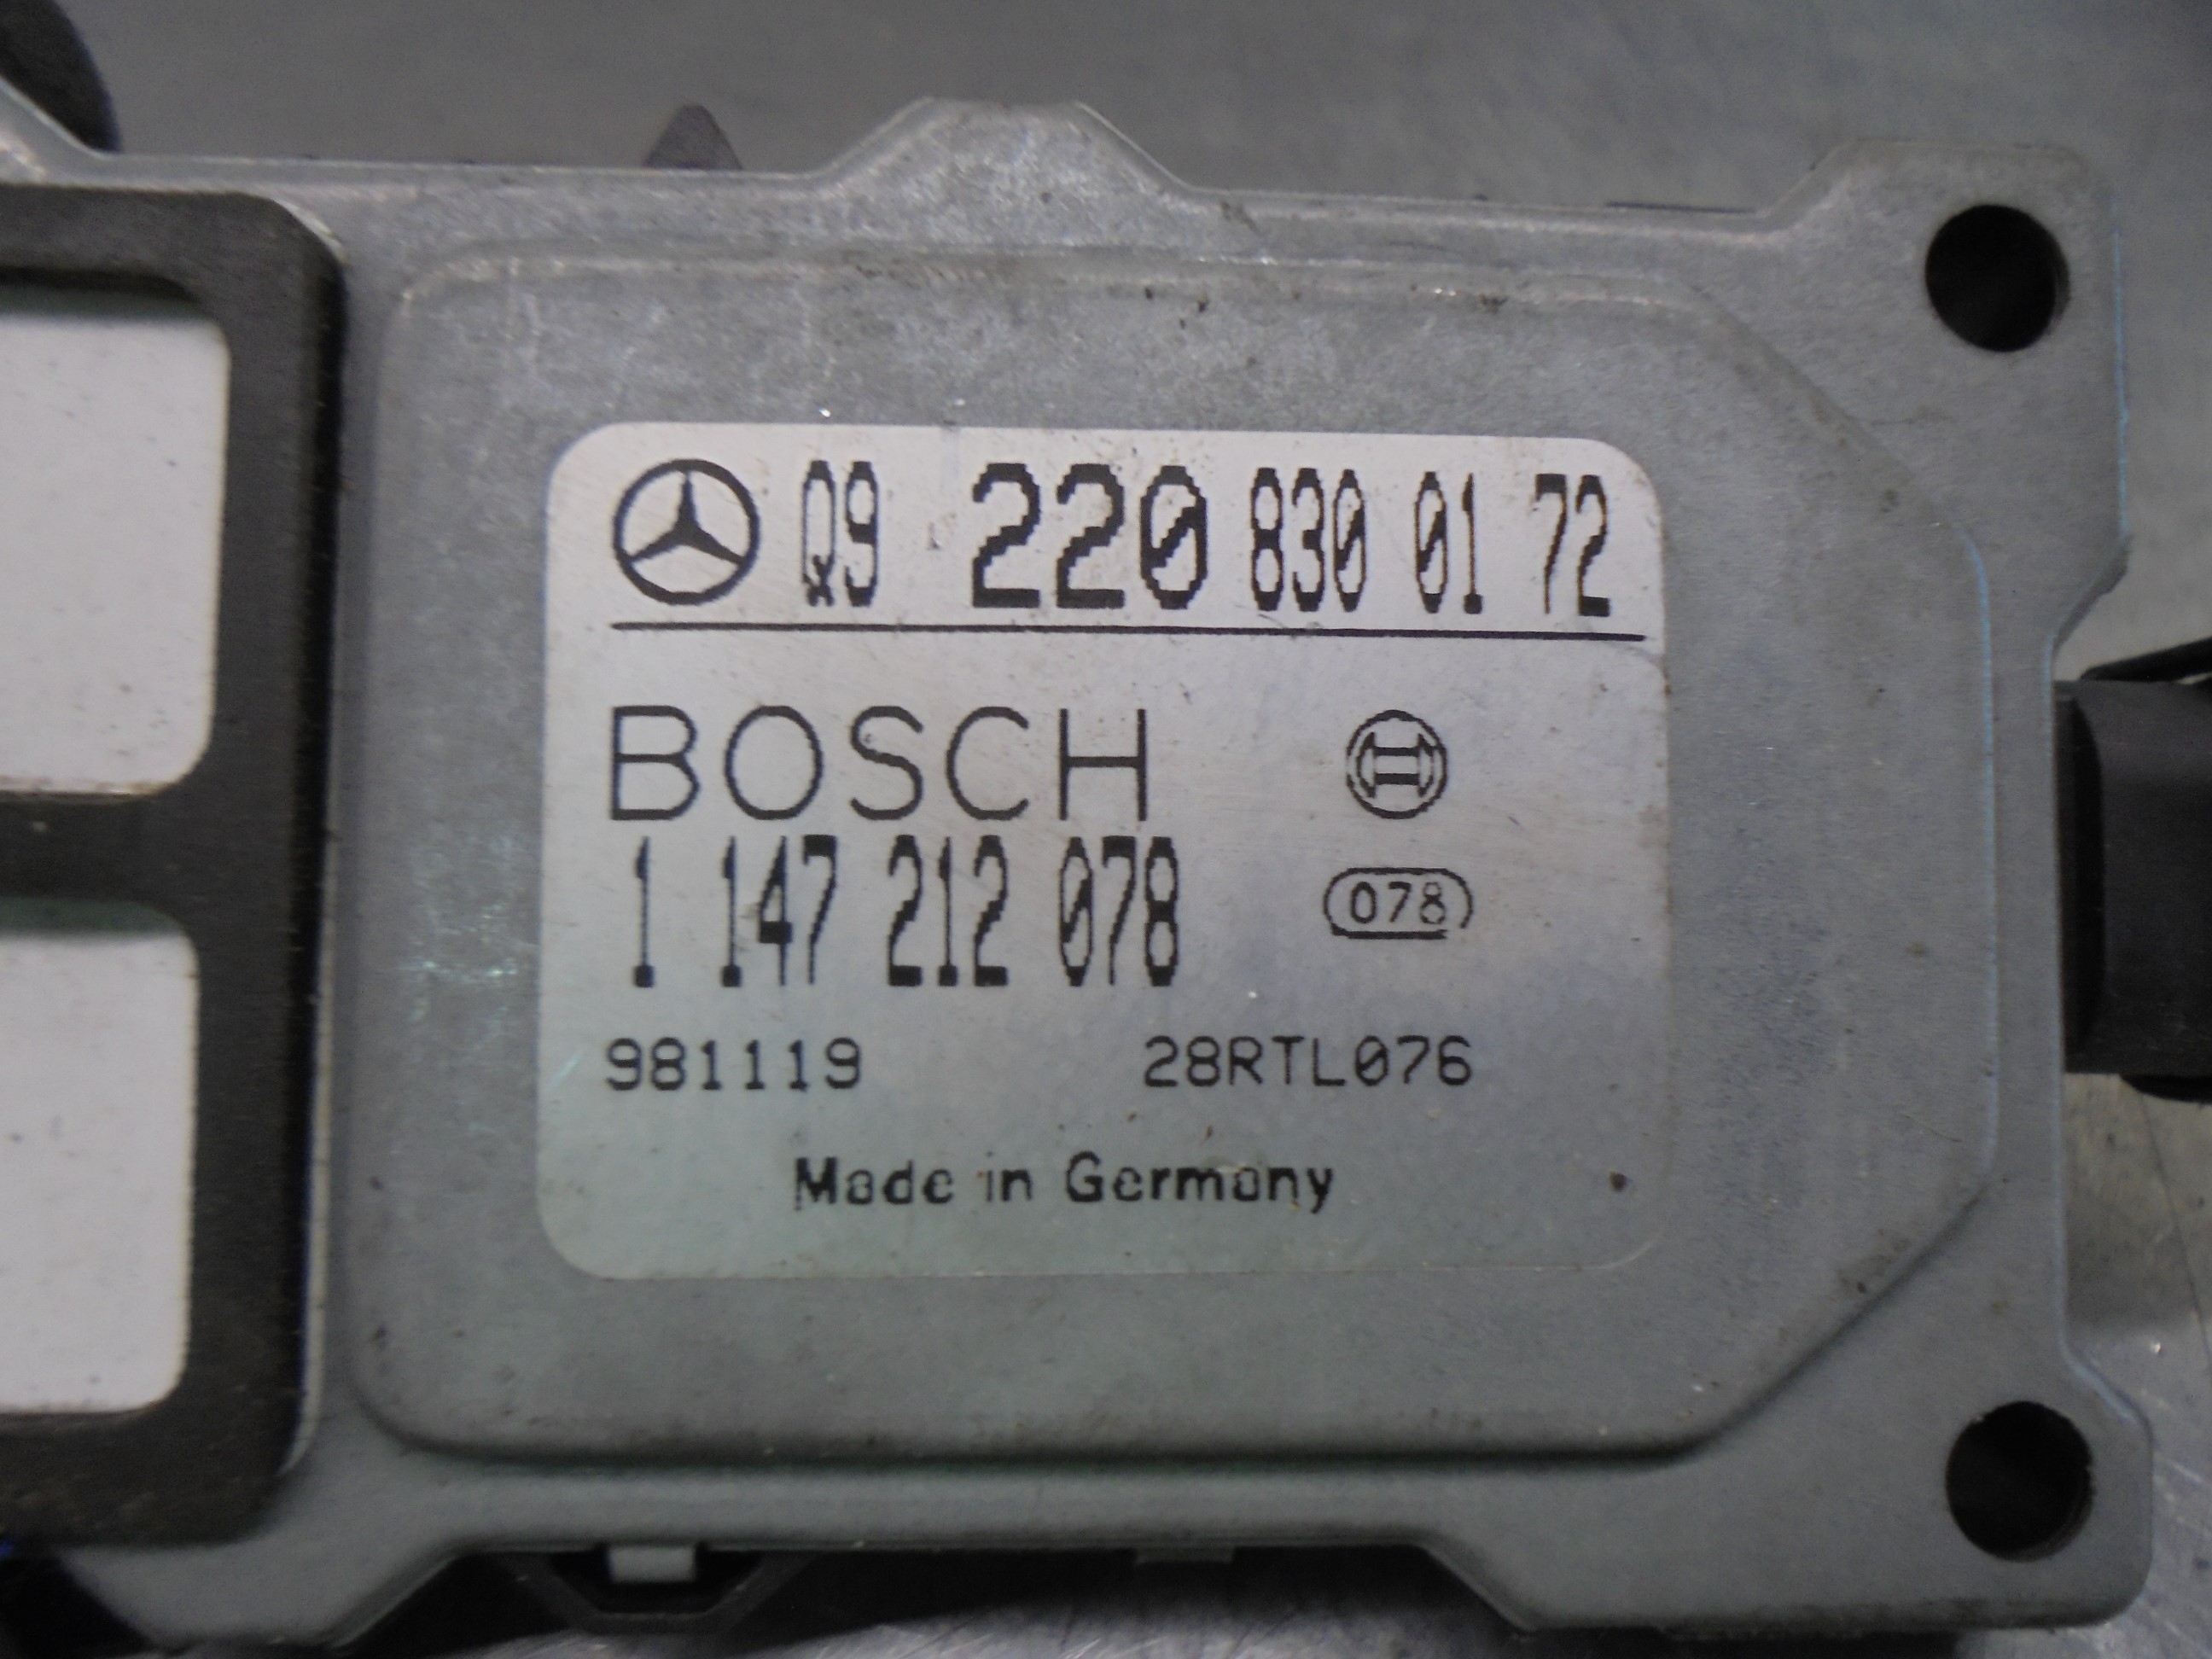 Q9 220 830 01 72
BOSCH
1 147 212 078 078
981119 28RTL076
Made in Germany